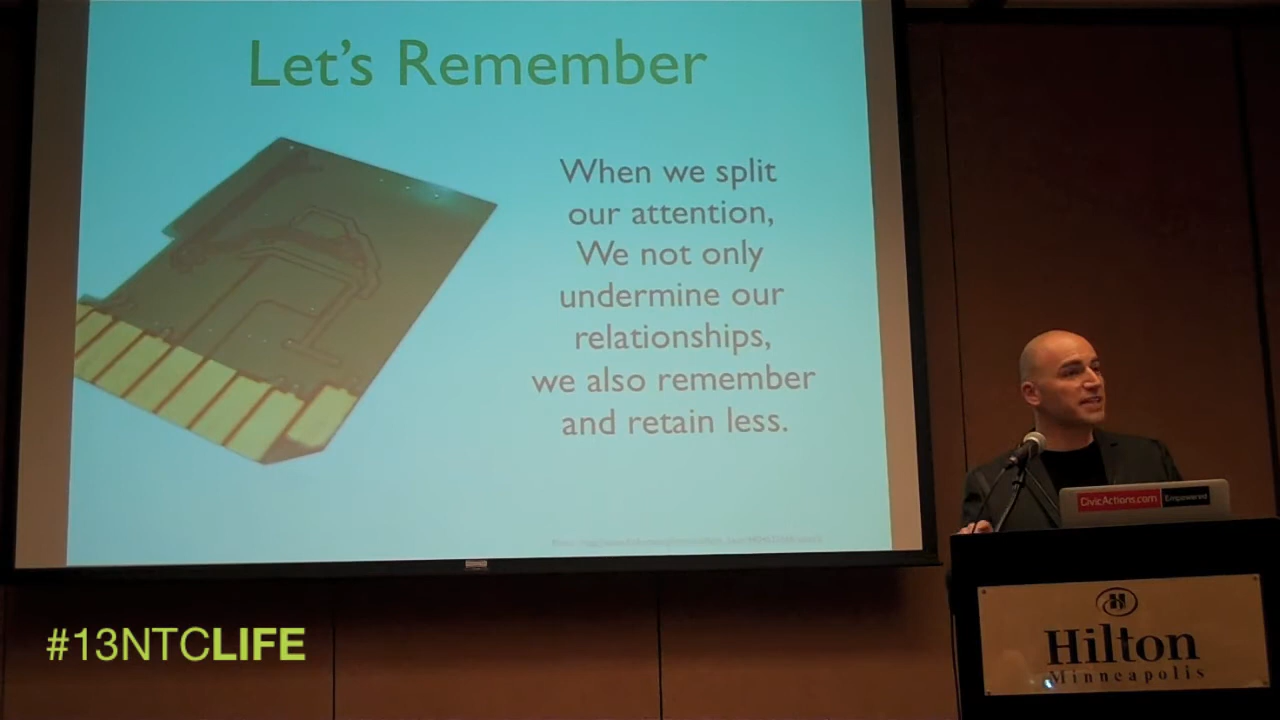 Let's Remember
When we split
our attention,
We not only
undermine our
relationships,
we also remember
and retain less.
CivicActions.com Empowered
#13NTCLIFE
H
Hilton
Minneapolis